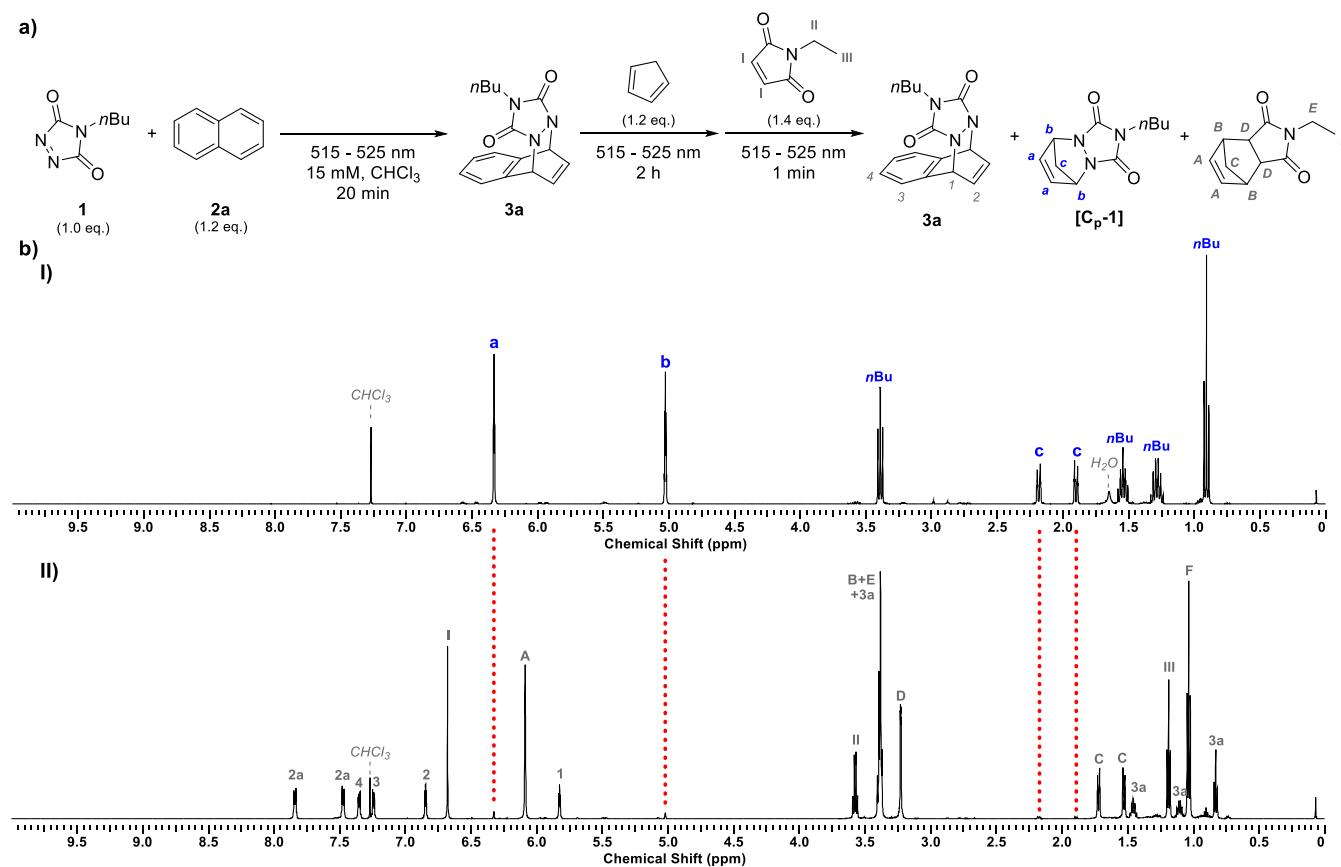 a)
O
N
N
N
nBu
O
1
(1.0 eq.)
+
2a
(1.2 eq.)
515 - 525 nm
15 mM, CHCl3
20 min
nBu
N
O
O
N
N
4
3
1
2
3a
(1.2 eq.)
515 - 525 nm
2 h
O
N
O
I
I
II
III
(1.4 eq.)
515 - 525 nm
1 min
nBu
N
O
O
N
N
4
3
1
2
3a
+
b
a
c
a
b
N
N
O
N
nBu
O
[Cp-1]
+
O
N
O
E
B
D
A
C
A
D
B
b)
I)
a
b
nBu
c
c
nBu
nBu
nBu
CHCl3
H2O
9.5 9.0 8.5 8.0 7.5 7.0 6.5 6.0 5.5 5.0 4.5 4.0 3.5 3.0 2.5 2.0 1.5 1.0 0.5 0
Chemical Shift (ppm)
II)
2a
2a
4
CHCl3
3
2
I
A
1
II
B+E
+3a
D
C
C
3a
III
3a
F
3a
9.5 9.0 8.5 8.0 7.5 7.0 6.5 6.0 5.5 5.0 4.5 4.0 3.5 3.0 2.5 2.0 1.5 1.0 0.5 0
Chemical Shift (ppm)